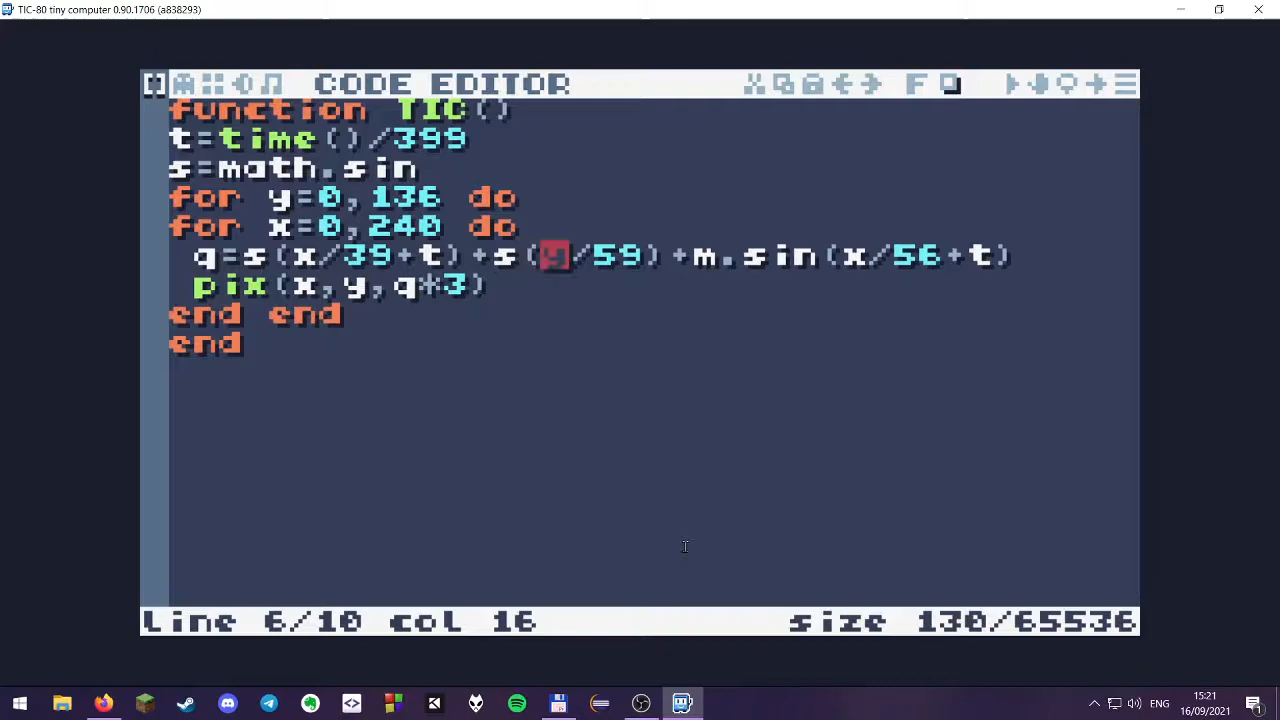 TIC-80 tiny computer 0.90.1706 (a838293)
CODE EDITOR
F
function TIC()
t=time()/399
s=math.sin
for y=0,136 do
for x=0,240 do
q=s(x/39+t) +s(y/59) +m.sin(x/56+t)
pix(x,y,q*3)
end end
end
line 6/10 col 16
size 130/65536
ENG
15:21
16/09/2021
1